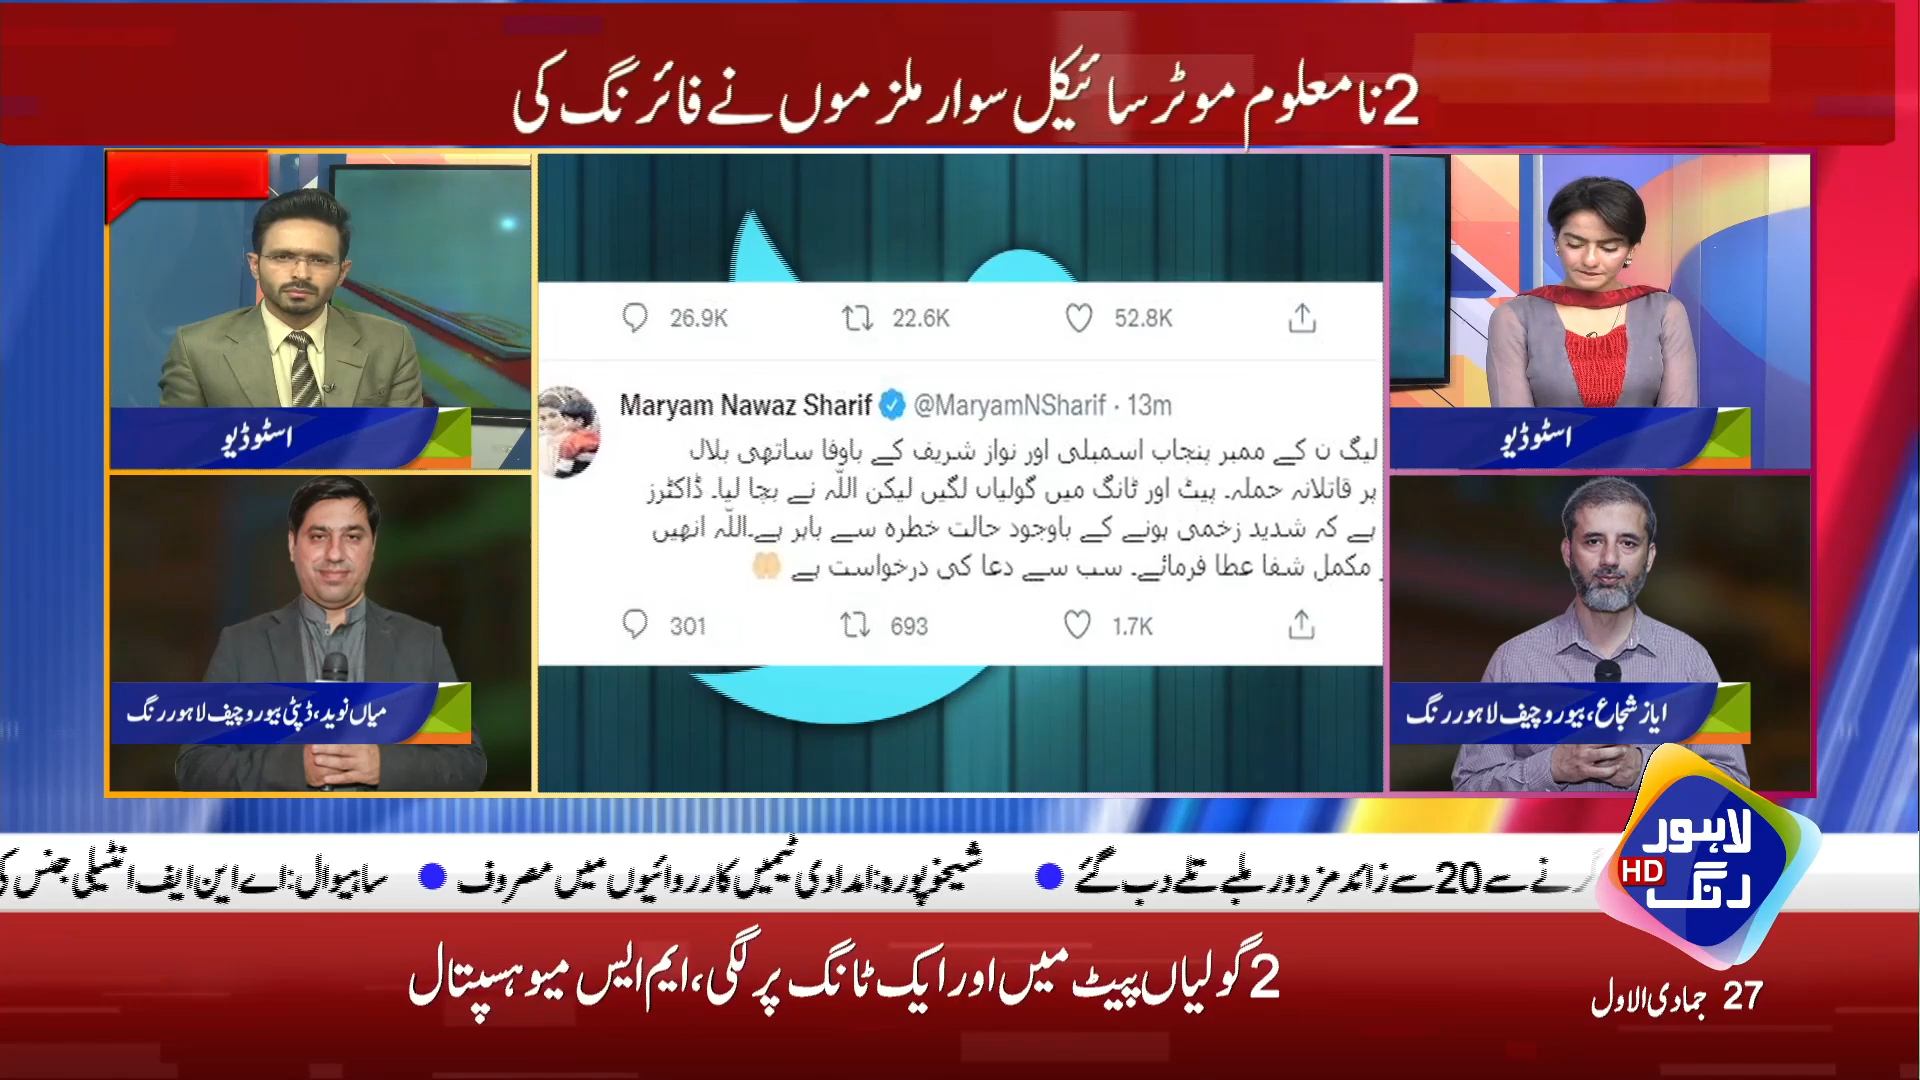 2 نامعلوم موٹرسائیکل سوار ملزموں نے فائرنگ کی
26.9K 22.6K 52.8K
Maryam Nawaz Sharif @MaryamNSharif · 13m
لیگ ن کے ممبر پنجاب اسمبلی اور نواز شریف کے باوفا ساتھی بلال
پر قاتلانہ حملہ۔ پیٹ اور ٹانگ میں گولیاں لگیں لیکن اللّہ نے بچا لیا۔ ڈاکٹرز
ہے کہ شدید زخمی ہونے کے باوجود حالت خطرہ سے باہر ہے۔اللّہ انھیں
مکمل شفا عطا فرمائے۔ سب سے دعا کی درخواست ہے 🤲🏻
301 693 1.7K
اسٹوڈیو
اسٹوڈیو
میاں نوید، ڈپٹی بیورو چیف لاہور رنگ
ایاز شجاع، بیورو چیف لاہور رنگ
گرنے سے 20 سے زائد مزدور ملبے تلے دب گئے ● شیخوپورہ: امدادی ٹیمیں کارروائیوں میں مصروف ● ساہیوال: اے این ایف انٹیلی جنس کی
لاہور
رنگ
HD
2 گولیاں پیٹ میں اور ایک ٹانگ پر لگی، ایم ایس میو ہسپتال
27 جمادی الاول